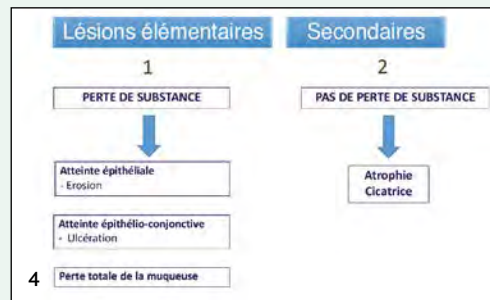 Lésions élémentaires
Secondaires
1
2
PERTE DE SUBSTANCE
PAS DE PERTE DE SUBSTANCE
Atteinte épithéliale
- Erosion
Atteinte épithélio-conjonctive
- Ulcération
Perte totale de la muqueuse
Atrophie
Cicatrice
4